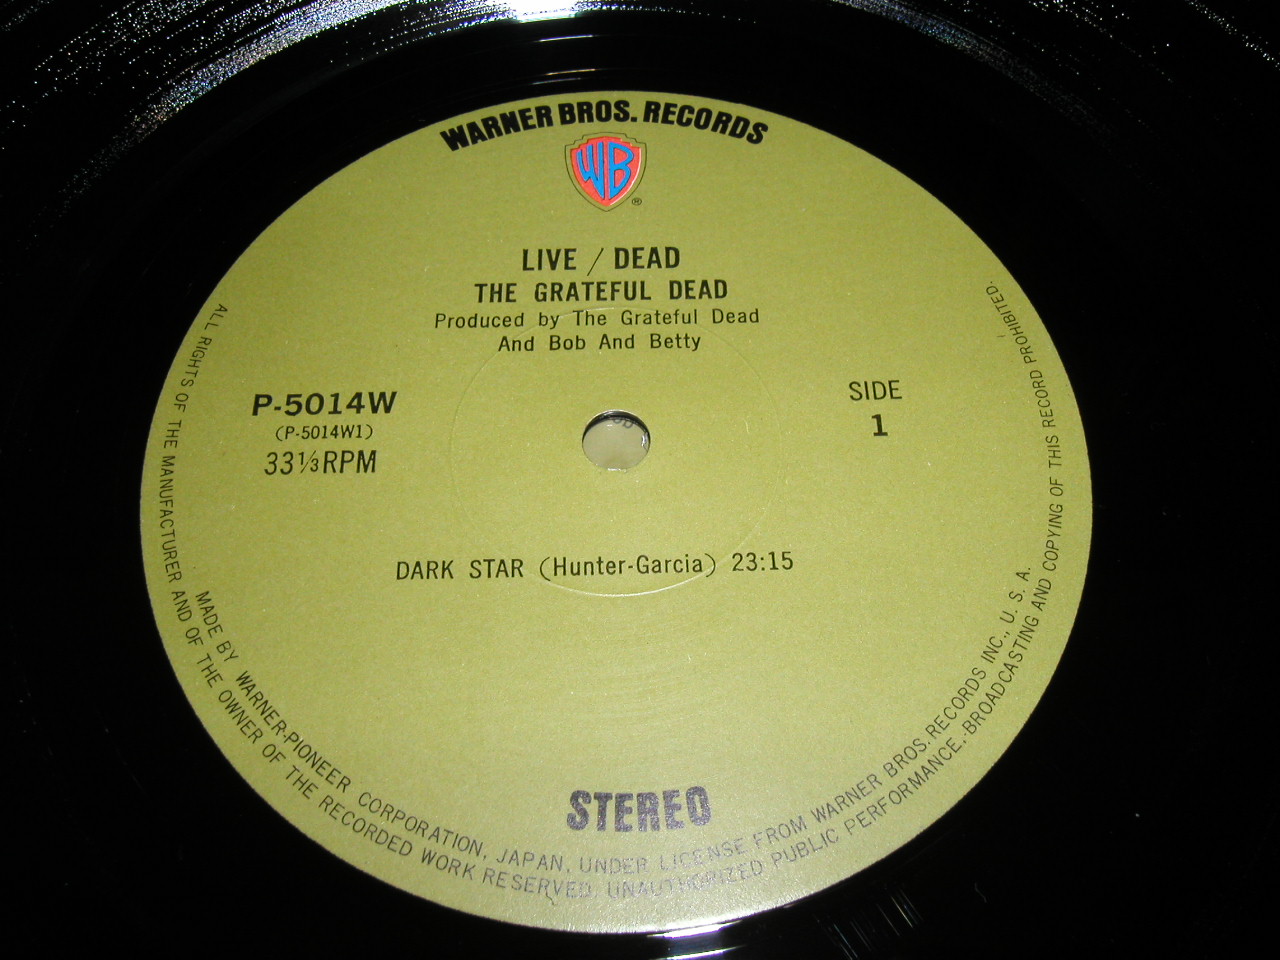 WARNER BROS. RECORDS
WB
®
LIVE / DEAD
THE GRATEFUL DEAD
Produced by The Grateful Dead
And Bob And Betty
P-5014W
(P-5014W1)
33⅓RPM
SIDE
1
DARK STAR (Hunter-Garcia) 23:15
STEREO
MADE BY WARNER-PIONEER CORPORATION, JAPAN, UNDER LICENSE FROM WARNER BROS. RECORDS INC., U. S. A.
ALL RIGHTS OF THE MANUFACTURER AND OF THE OWNER OF THE RECORDED WORK RESERVED. UNAUTHORIZED PUBLIC PERFORMANCE, BROADCASTING AND COPYING OF THIS RECORD PROHIBITED.